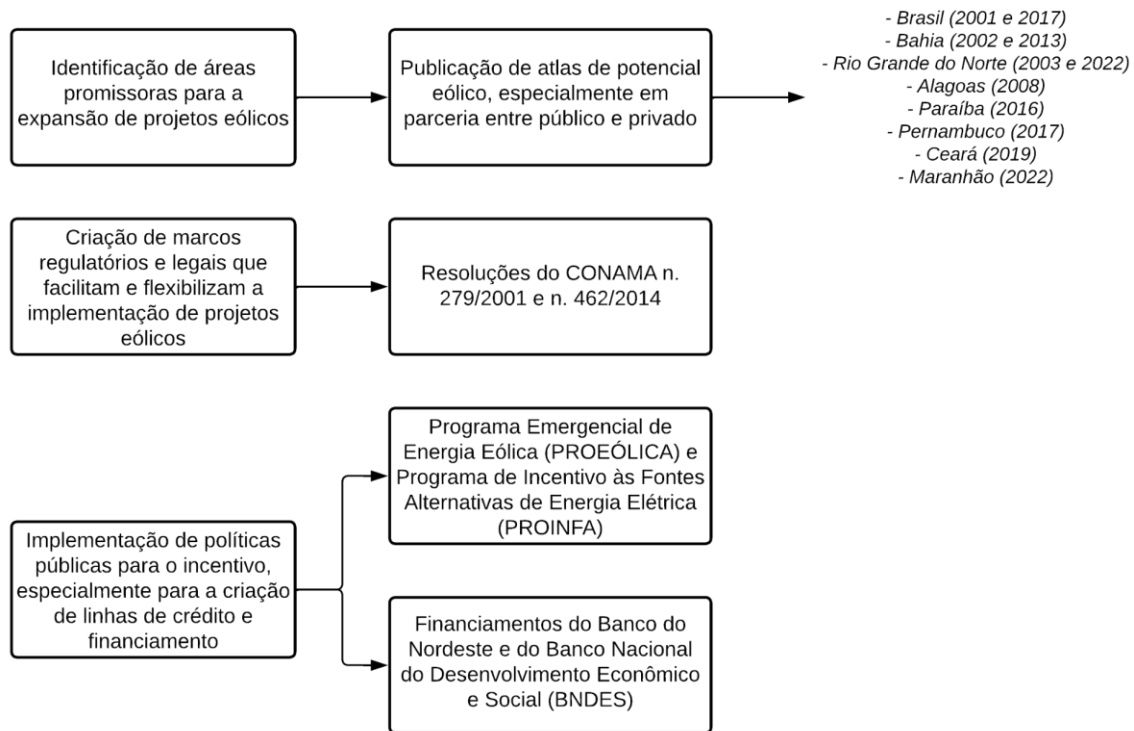 Identificação de áreas
promissoras para a
expansão de projetos eólicos
Publicação de atlas de potencial
eólico, especialmente em
parceria entre público e privado
- Brasil (2001 e 2017)
- Bahia (2002 e 2013)
- Rio Grande do Norte (2003 e 2022)
- Alagoas (2008)
- Paraíba (2016)
- Pernambuco (2017)
- Ceará (2019)
- Maranhão (2022)
Criação de marcos
regulatórios e legais que
facilitam e flexibilizam a
implementação de projetos
eólicos
Resoluções do CONAMA n.
279/2001 e n. 462/2014
Implementação de políticas
públicas para o incentivo,
especialmente para a criação
de linhas de crédito e
financiamento
Programa Emergencial de
Energia Eólica (PROEÓLICA) e
Programa de Incentivo às Fontes
Alternativas de Energia Elétrica
(PROINFA)
Financiamentos do Banco do
Nordeste e do Banco Nacional
do Desenvolvimento Econômico
e Social (BNDES)